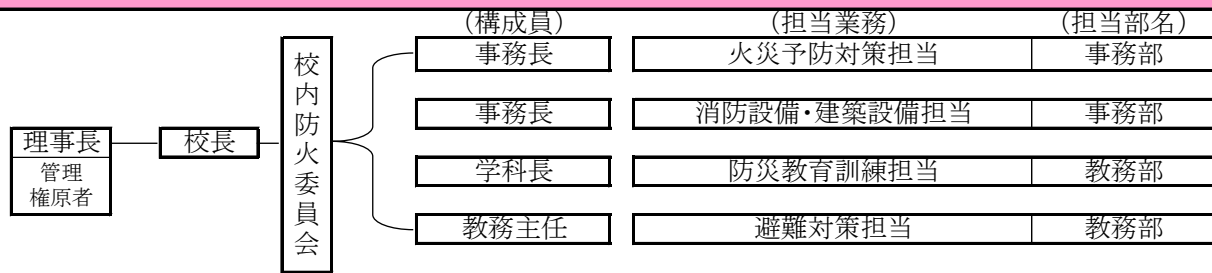 (構成員) (担当業務) (担当部名)
事務長 火災予防対策担当 事務部
事務長 消防設備・建築設備担当 事務部
理事長 校長 校内防火委員会
管理
権原者
学科長 防災教育訓練担当 教務部
教務主任 避難対策担当 教務部